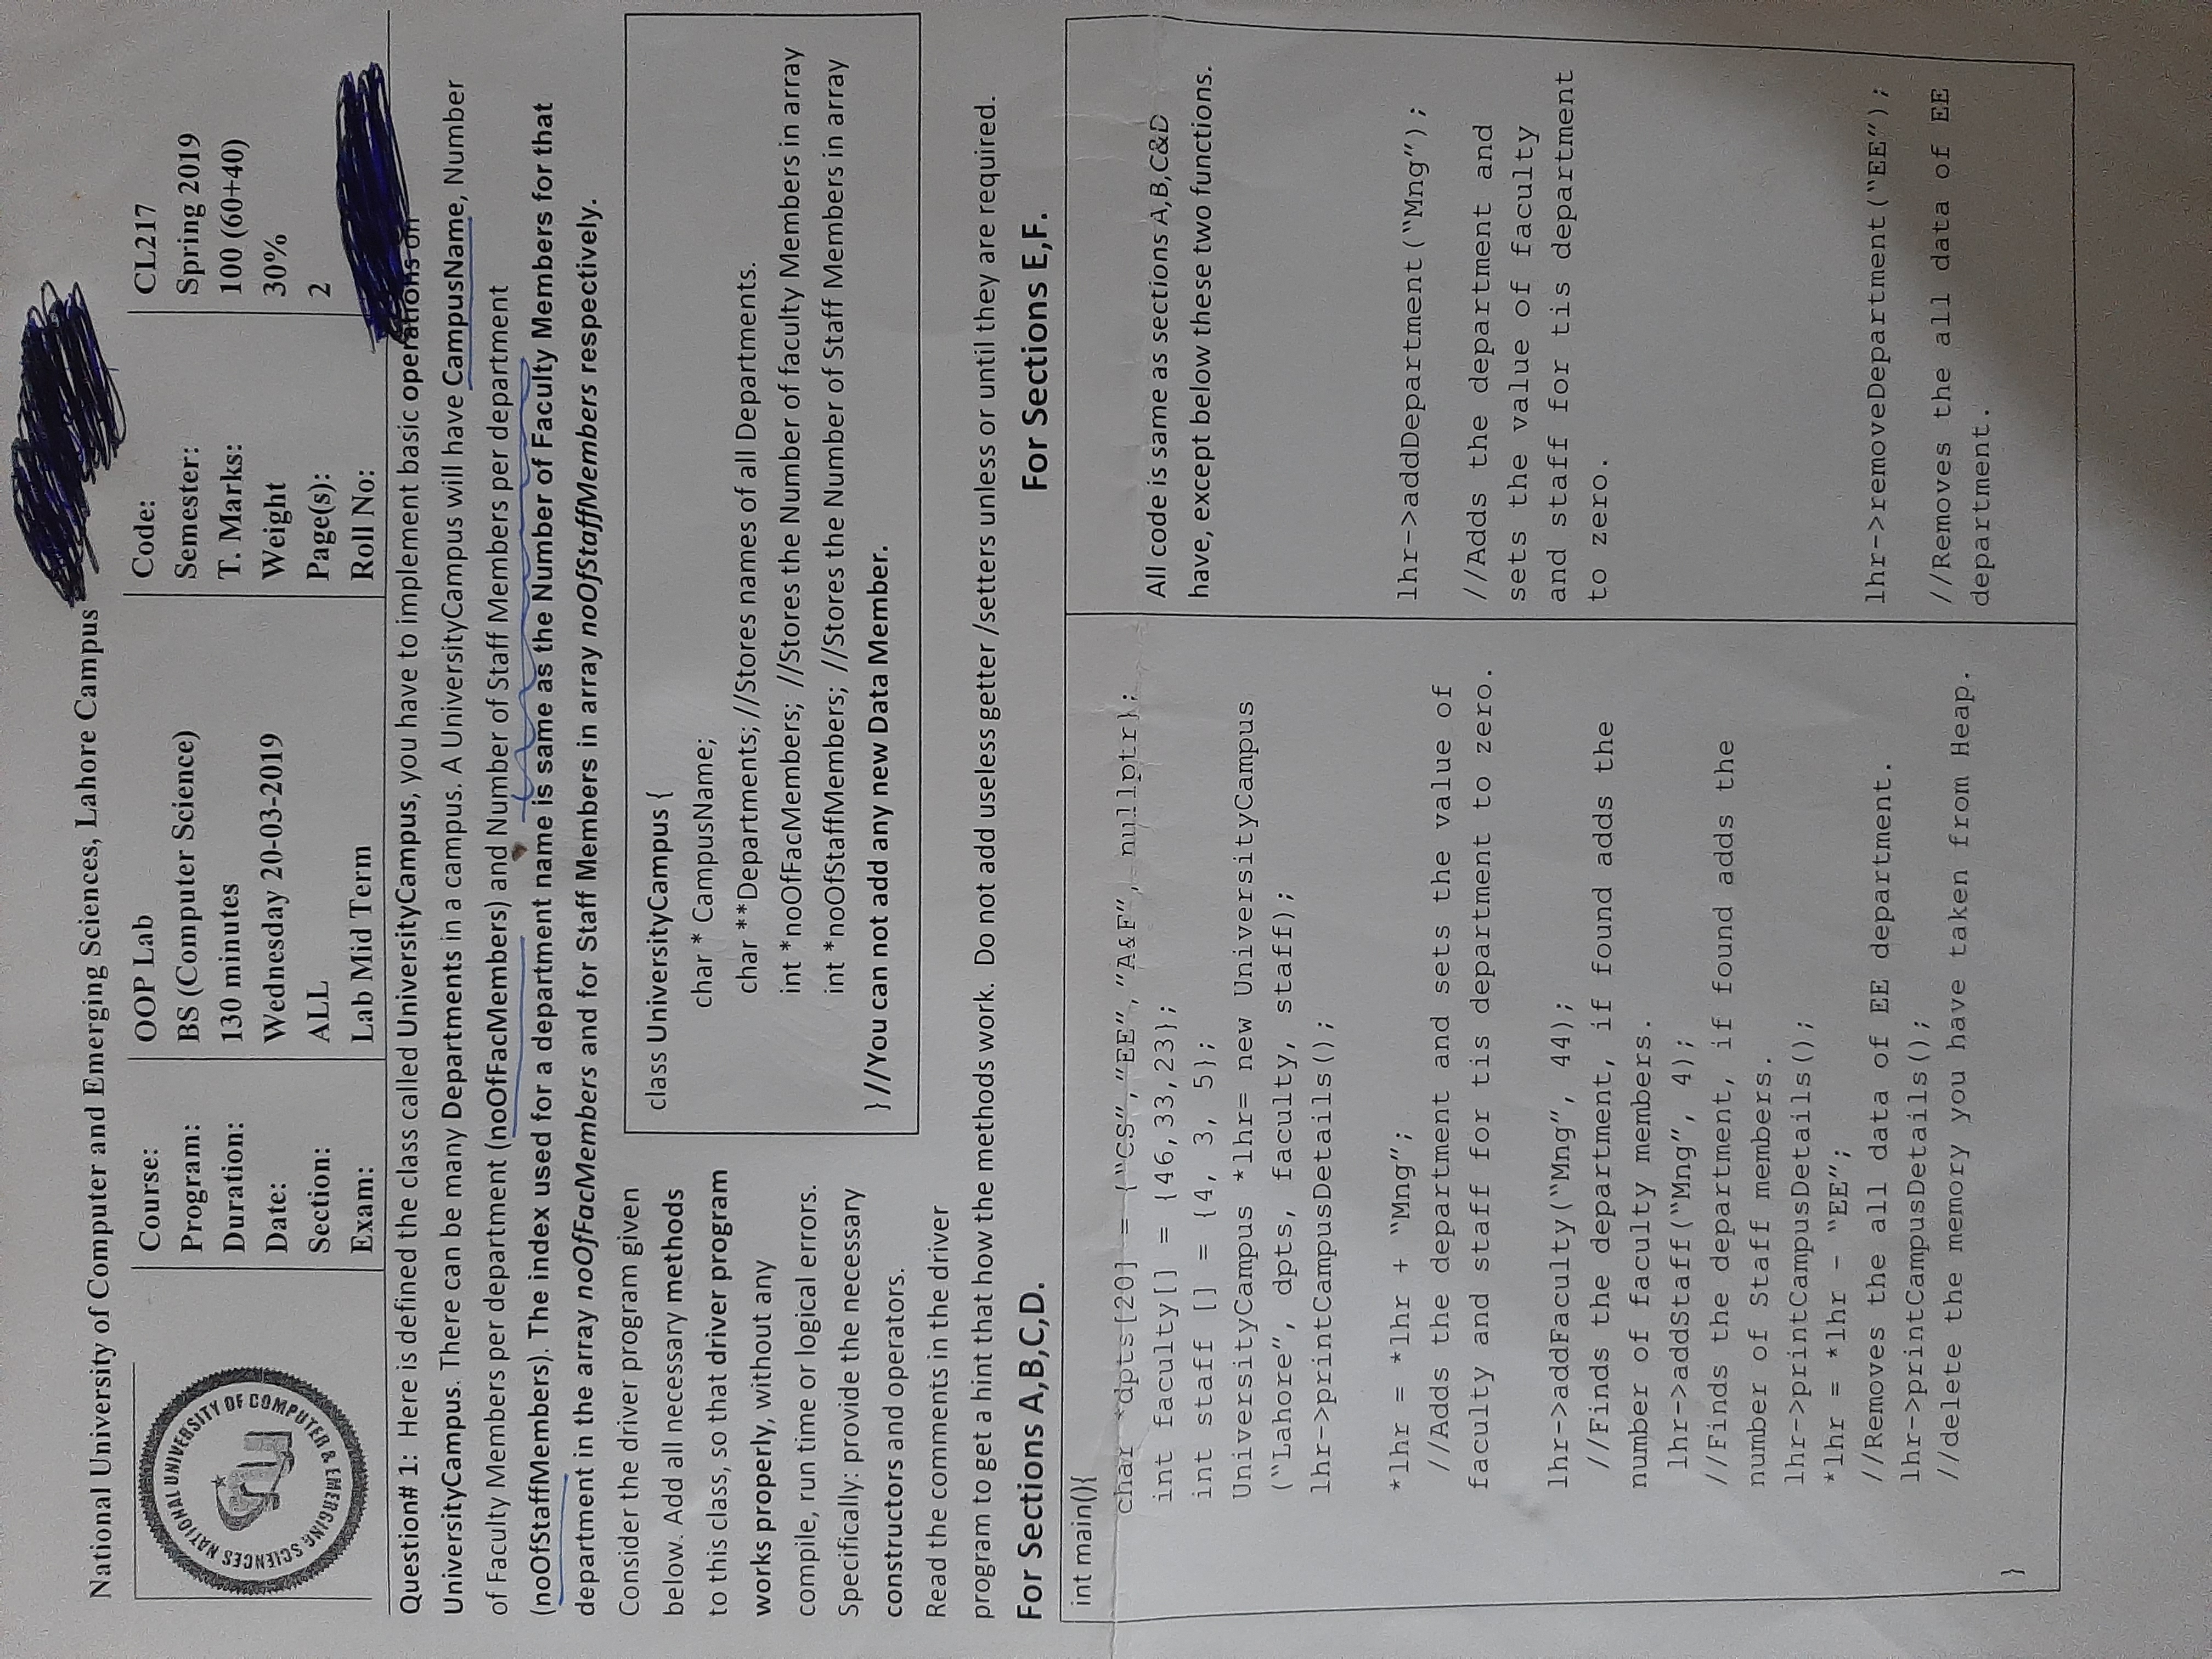 National University of Computer and Emerging Sciences, Lahore Campus
NATIONAL UNIVERSITY OF COMPUTER & EMERGING SCIENCES
Course: OOP Lab Code: CL217
Program: BS (Computer Science) Semester: Spring 2019
Duration: 130 minutes T. Marks: 100 (60+40)
Date: Wednesday 20-03-2019 Weight 30%
Section: ALL Page(s): 2
Exam: Lab Mid Term Roll No:
Question# 1: Here is defined the class called UniversityCampus, you have to implement basic operations on
UniversityCampus. There can be many Departments in a campus. A UniversityCampus will have CampusName, Number
of Faculty Members per department (noOfFacMembers) and Number of Staff Members per department
(noOfStaffMembers). The index used for a department name is same as the Number of Faculty Members for that
department in the array noOfFacMembers and for Staff Members in array noOfStaffMembers respectively.
Consider the driver program given
below. Add all necessary methods
to this class, so that driver program
works properly, without any
compile, run time or logical errors.
Specifically: provide the necessary
constructors and operators.
Read the comments in the driver
program to get a hint that how the methods work. Do not add useless getter /setters unless or until they are required.
class UniversityCampus {
char * CampusName;
char **Departments; //Stores names of all Departments.
int *noOfFacMembers; //Stores the Number of faculty Members in array
int *noOfStaffMembers; //Stores the Number of Staff Members in array
} //You can not add any new Data Member.
For Sections A,B,C,D.
For Sections E,F.
int main(){
char *dpts[20] = {“CS”,”EE”,”A&F”, nullptr};
int faculty[] = {46,33,23};
int staff [] = {4, 3, 5};
UniversityCampus *lhr= new UniversityCampus
(“Lahore”, dpts, faculty, staff);
lhr->printCampusDetails();
*lhr = *lhr + “Mng”;
//Adds the department and sets the value of
faculty and staff for tis department to zero.
lhr->addFaculty(“Mng”, 44);
//Finds the department, if found adds the
number of faculty members.
lhr->addStaff(“Mng”, 4);
//Finds the department, if found adds the
number of Staff members.
lhr->printCampusDetails();
*lhr = *lhr – “EE”;
//Removes the all data of EE department.
lhr->printCampusDetails();
//delete the memory you have taken from Heap.
}
All code is same as sections A,B,C&D
have, except below these two functions.
lhr->addDepartment(“Mng”);
//Adds the department and
sets the value of faculty
and staff for tis department
to zero.
lhr->removeDepartment(“EE”);
//Removes the all data of EE
department.